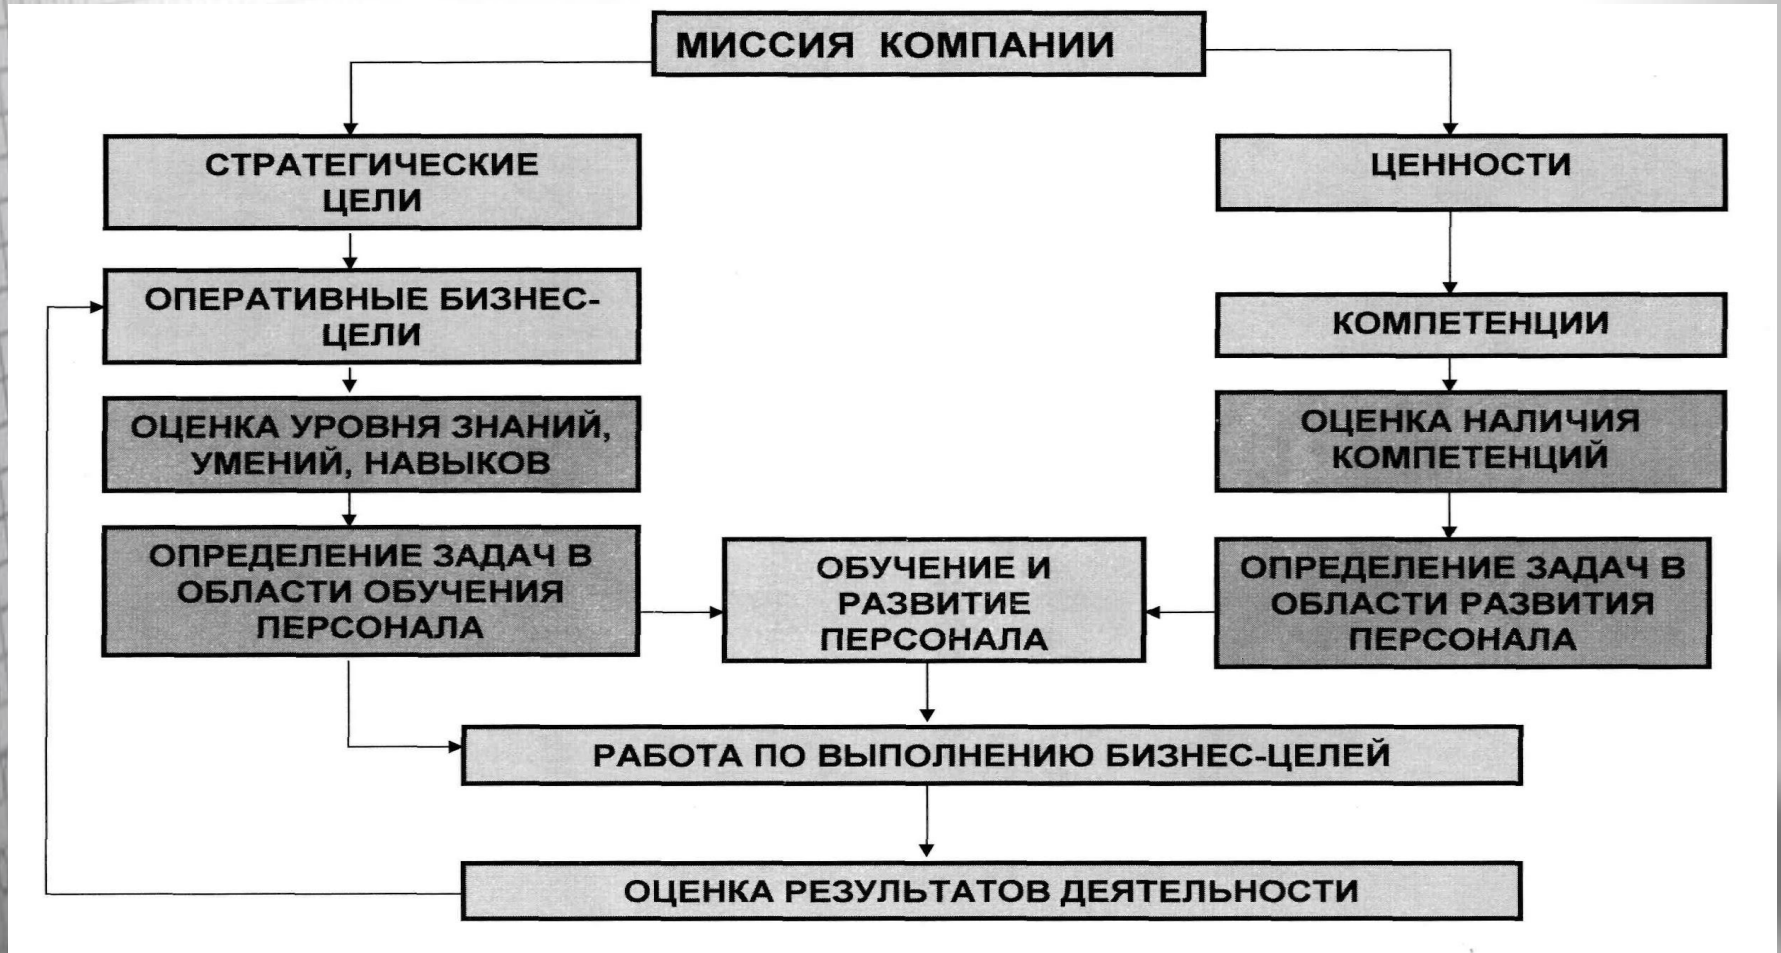 МИССИЯ КОМПАНИИ
СТРАТЕГИЧЕСКИЕ
ЦЕЛИ
ЦЕННОСТИ
ОПЕРАТИВНЫЕ БИЗНЕС-
ЦЕЛИ
КОМПЕТЕНЦИИ
ОЦЕНКА УРОВНЯ ЗНАНИЙ,
УМЕНИЙ, НАВЫКОВ
ОЦЕНКА НАЛИЧИЯ
КОМПЕТЕНЦИЙ
ОПРЕДЕЛЕНИЕ ЗАДАЧ В
ОБЛАСТИ ОБУЧЕНИЯ
ПЕРСОНАЛА
ОБУЧЕНИЕ И
РАЗВИТИЕ
ПЕРСОНАЛА
ОПРЕДЕЛЕНИЕ ЗАДАЧ В
ОБЛАСТИ РАЗВИТИЯ
ПЕРСОНАЛА
РАБОТА ПО ВЫПОЛНЕНИЮ БИЗНЕС-ЦЕЛЕЙ
ОЦЕНКА РЕЗУЛЬТАТОВ ДЕЯТЕЛЬНОСТИ